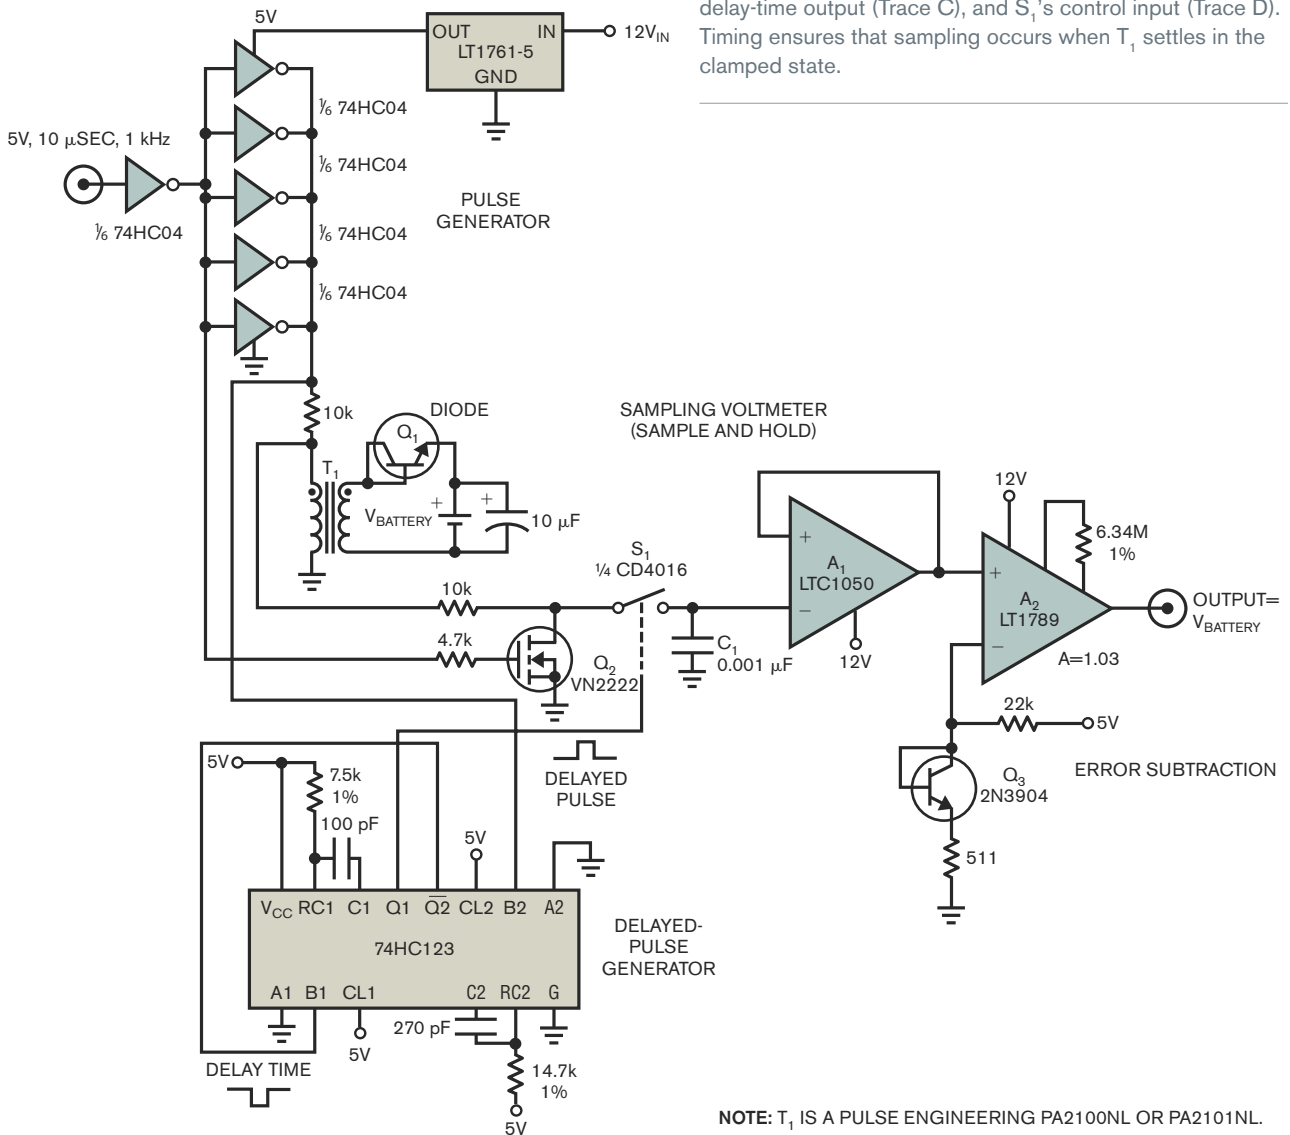 delay-time output (Trace C), and S1's control input (Trace D).
Timing ensures that sampling occurs when T1 settles in the
clamped state.
5V
OUT IN
LT1761-5
GND
12VIN
⅙ 74HC04
5V, 10 μSEC, 1 kHz
⅙ 74HC04
⅙ 74HC04
⅙ 74HC04
⅙ 74HC04
PULSE
GENERATOR
10k
DIODE
Q1
T1
VBATTERY
+
+
10 μF
SAMPLING VOLTMETER
(SAMPLE AND HOLD)
S1
¼ CD4016
10k
4.7k
Q2
VN2222
C1
0.001 μF
+
−
A1
LTC1050
12V
12V
+
−
A2
LT1789
6.34M
1%
A=1.03
OUTPUT=
VBATTERY
22k
5V
Q3
2N3904
ERROR SUBTRACTION
511
DELAYED
PULSE
5V
7.5k
1%
100 pF
5V
VCC RC1 C1 Q1 Q̅2̅ CL2 B2 A2
74HC123
A1 B1 CL1 C2 RC2 G
DELAYED-
PULSE
GENERATOR
5V
270 pF
DELAY TIME
14.7k
1%
5V
NOTE: T1 IS A PULSE ENGINEERING PA2100NL OR PA2101NL.